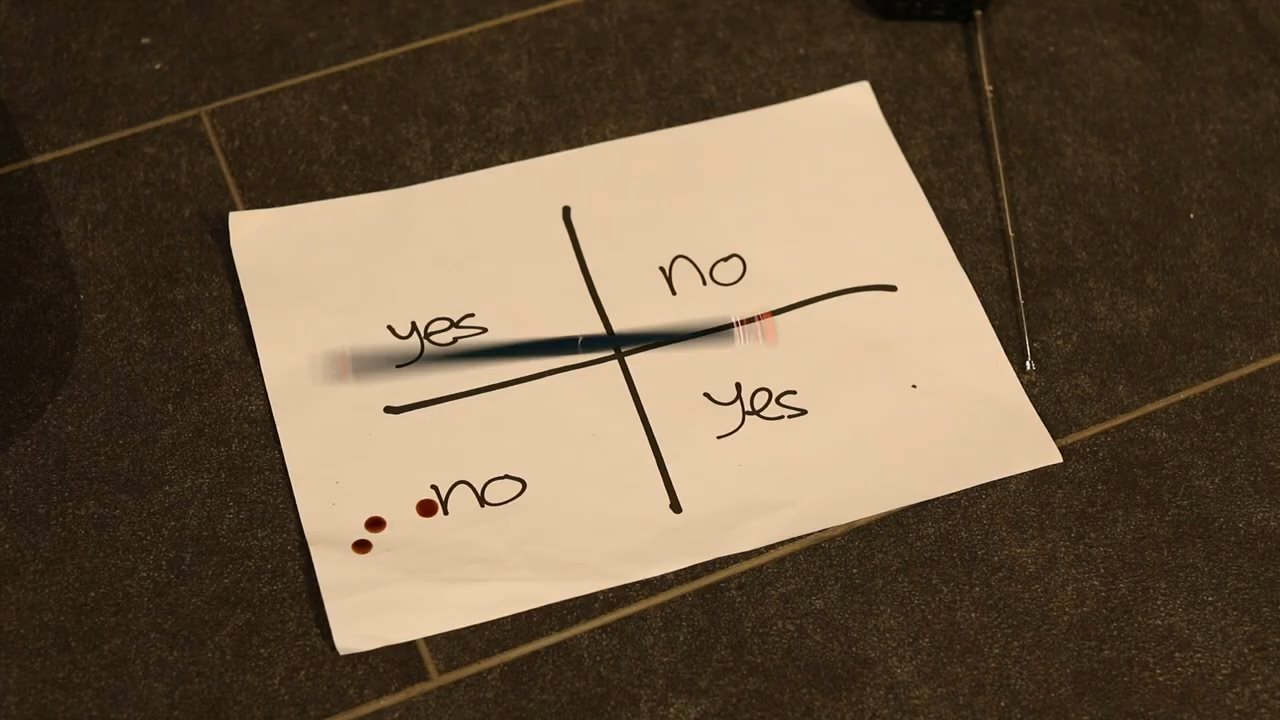 yes no
no yes